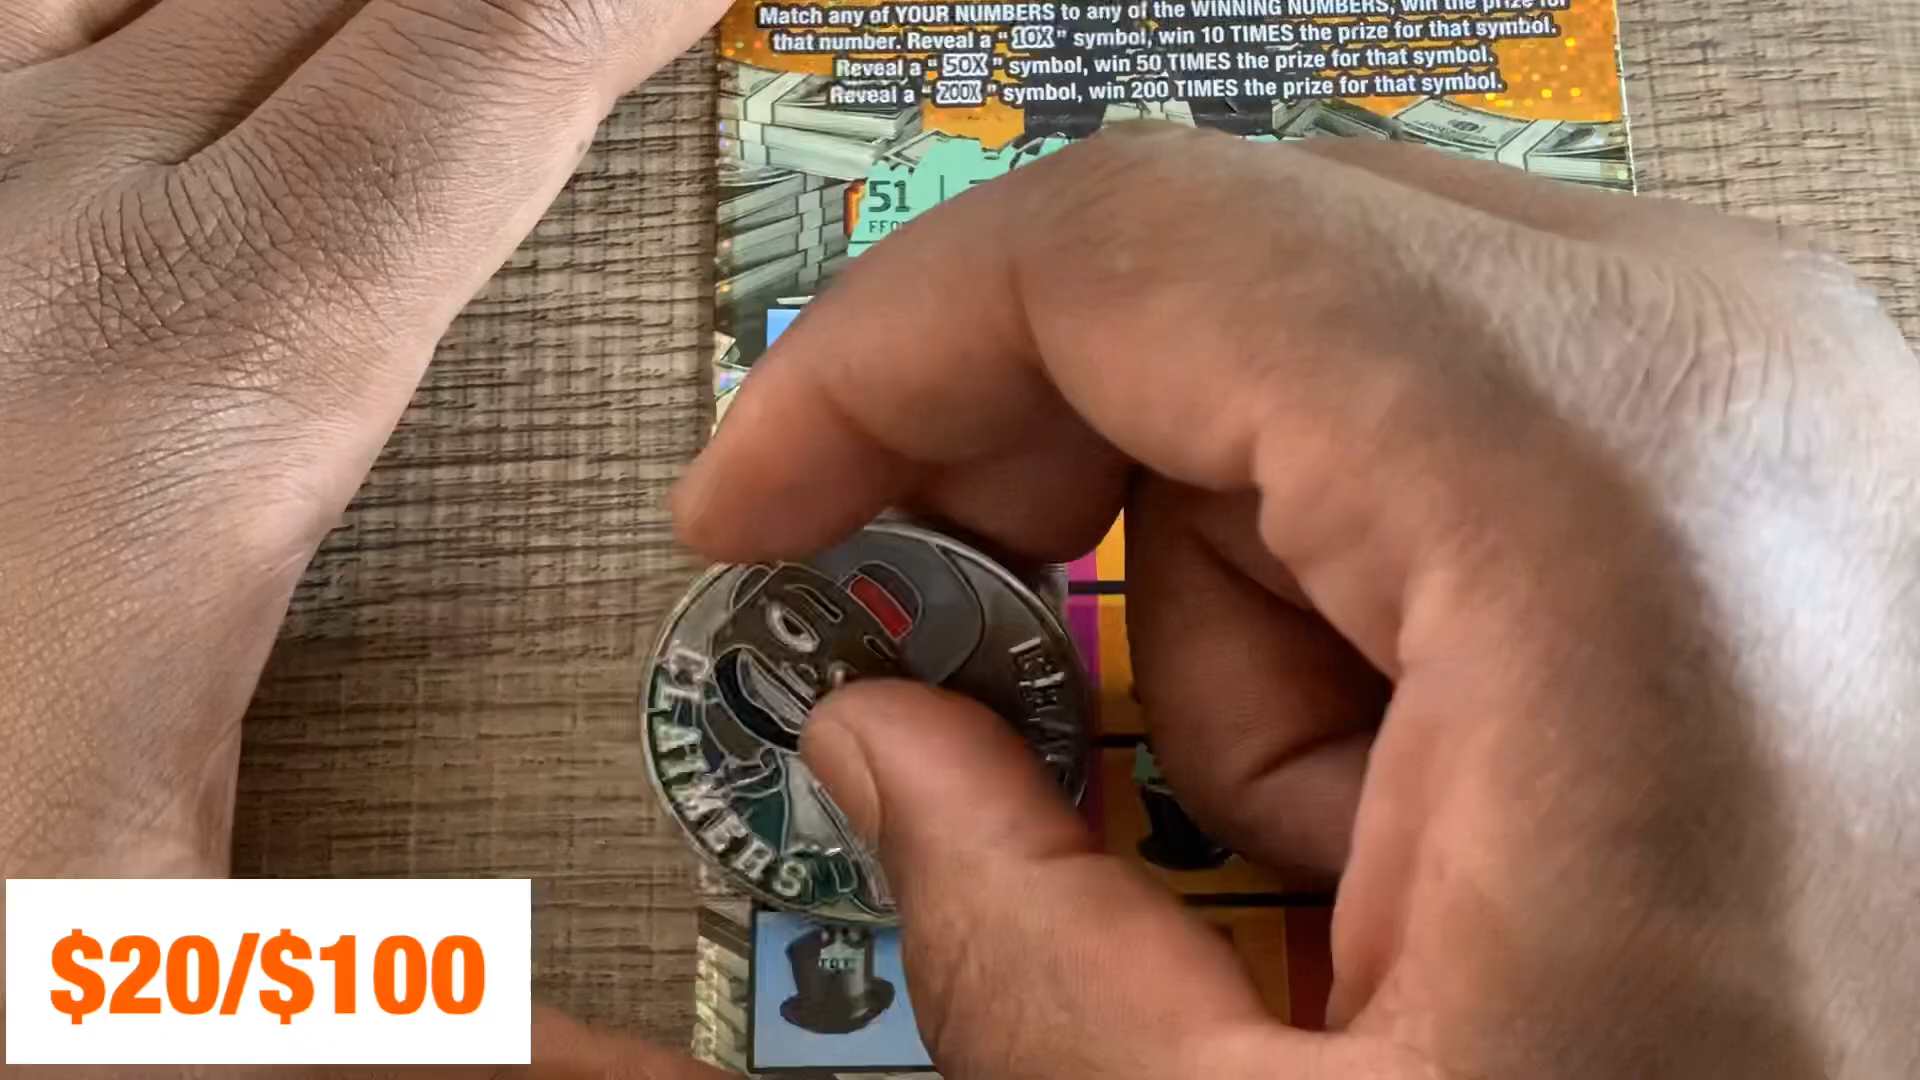 Match any of YOUR NUMBERS to any of the WINNING NUMBERS, win the prize for
that number. Reveal a "10X" symbol, win 10 TIMES the prize for that symbol.
Reveal a "50X" symbol, win 50 TIMES the prize for that symbol.
Reveal a "200X" symbol, win 200 TIMES the prize for that symbol.
51
CLAIMERS
$20/$100